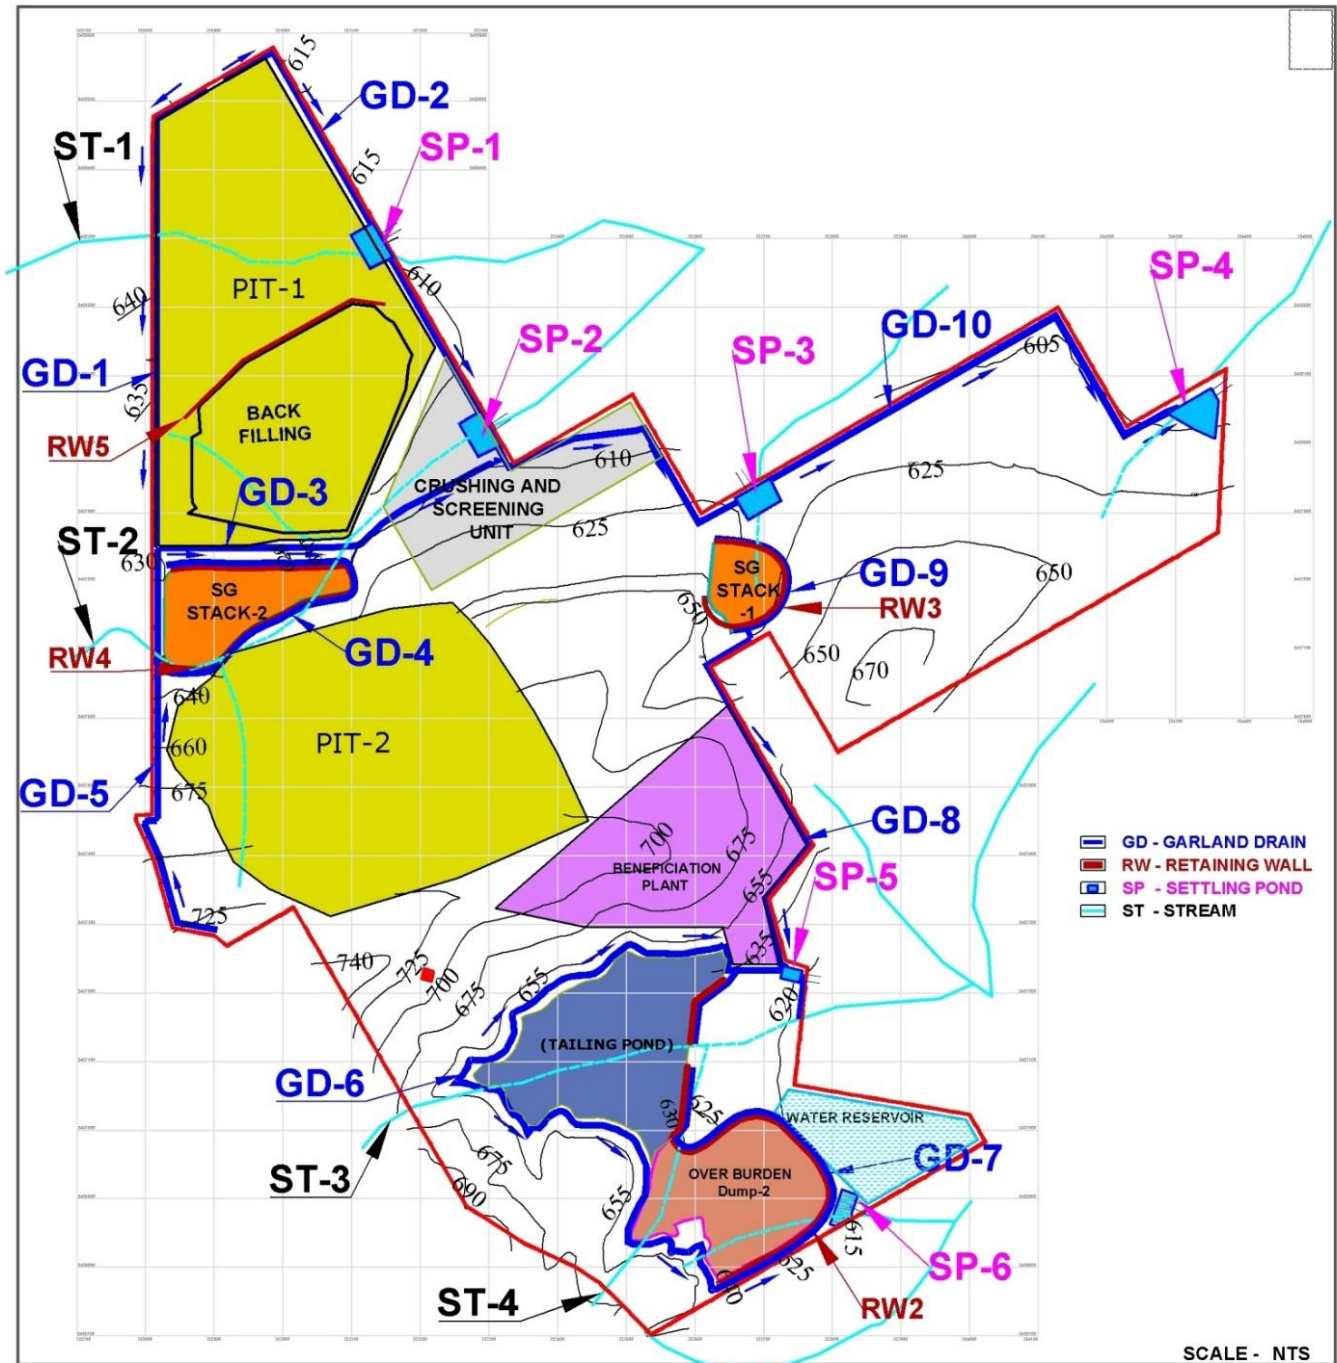 615
GD-2
ST-1
SP-1
615
SP-4
610
640
PIT-1
SP-2
SP-3
GD-10
605
GD-1
635
BACK
FILLING
RW5
610
625
GD-3
CRUSHING AND
SCREENING
UNIT
625
ST-2
630
SG
STACK-2
SG
STACK
-1
GD-9
RW3
650
650
650
670
RW4
GD-4
640
660
PIT-2
675
GD-5
700
675
GD-8
BENEFICIATION
PLANT
655
SP-5
GD - GARLAND DRAIN
RW - RETAINING WALL
SP - SETTLING POND
ST - STREAM
725
740
725
700
675
655
635
620
(TAILING POND)
GD-6
630
625
WATER RESERVOIR
675
690
655
OVER BURDEN
Dump-2
GD-7
ST-3
615
SP-6
625
RW2
ST-4
SCALE - NTS